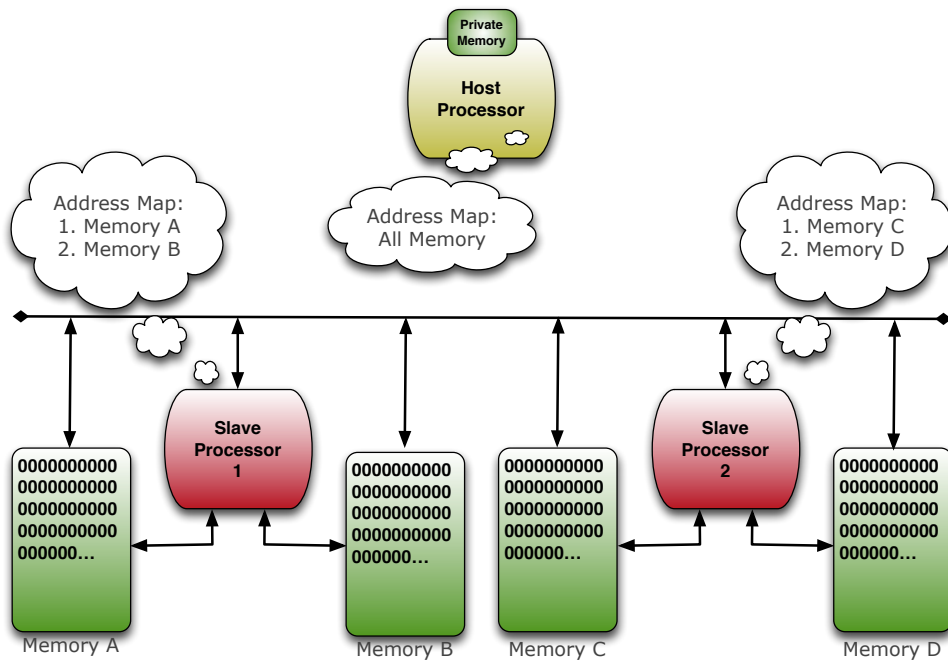 Private
Memory
Host
Processor
Address Map:
1. Memory A
2. Memory B
Address Map:
All Memory
Address Map:
1. Memory C
2. Memory D
Slave
Processor
1
Slave
Processor
2
0000000000
0000000000
0000000000
0000000000
000000...
Memory A
0000000000
0000000000
0000000000
0000000000
000000...
Memory B
0000000000
0000000000
0000000000
0000000000
000000...
Memory C
0000000000
0000000000
0000000000
0000000000
000000...
Memory D